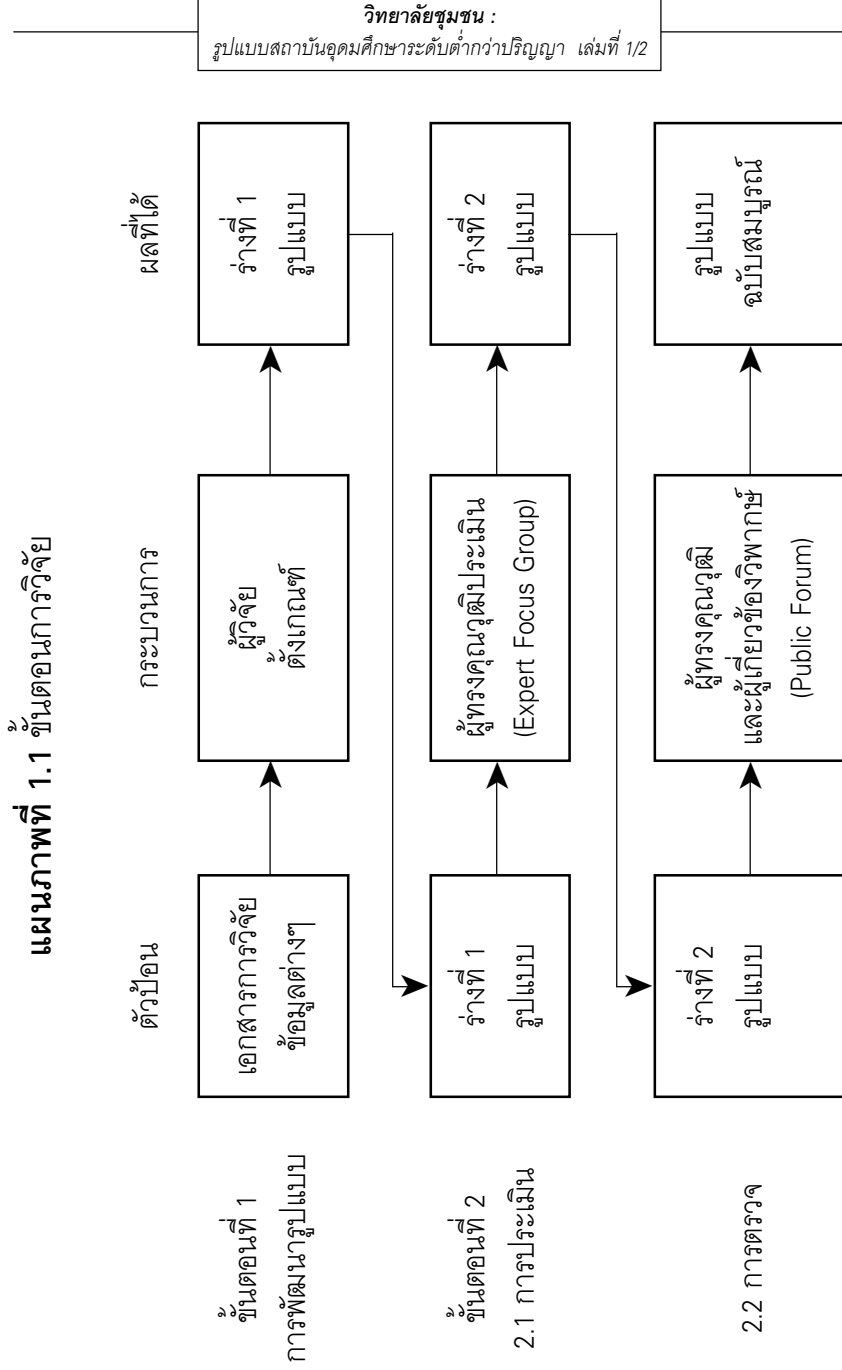 วิทยาลัยชุมชน :
รูปแบบสถาบันอุดมศึกษาระดับต่ำกว่าปริญญา เล่มที่ 1/2
แผนภาพที่ 1.1 ขั้นตอนการวิจัย
ตัวป้อน
กระบวนการ
ผลที่ได้
ขั้นตอนที่ 1
การพัฒนารูปแบบ
เอกสารการวิจัย
ข้อมูลต่างๆ
ผู้วิจัย
ตั้งเกณฑ์
ร่างที่ 1
รูปแบบ
ขั้นตอนที่ 2
2.1 การประเมิน
ร่างที่ 1
รูปแบบ
ผู้ทรงคุณวุฒิประเมิน
(Expert Focus Group)
ร่างที่ 2
รูปแบบ
2.2 การตรวจ
ร่างที่ 2
รูปแบบ
ผู้ทรงคุณวุฒิ
และผู้เกี่ยวข้องวิพากษ์
(Public Forum)
รูปแบบ
ฉบับสมบูรณ์